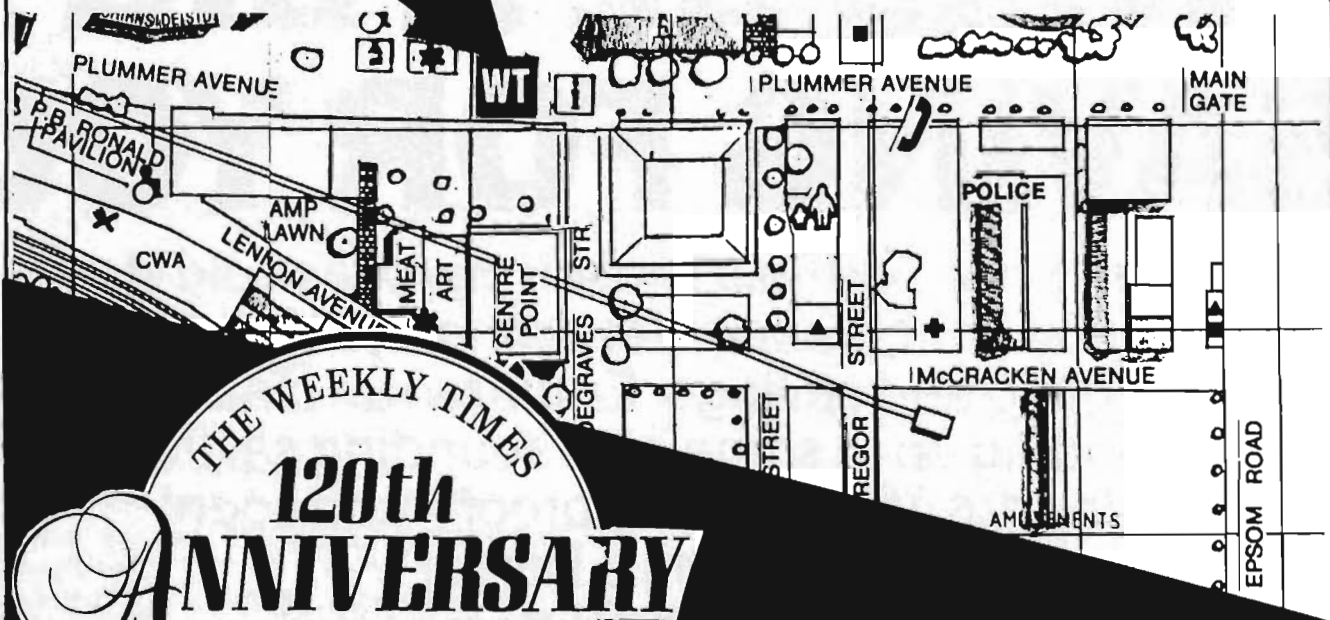 PLUMMER AVENUE
WT
PLUMMER AVENUE
MAIN
GATE
P.B. RONALD
PAVILION
AMP
LAWN
CWA
LENNON AVENUE
MEAT
ART
CENTRE
POINT
DEGRAVES STR
POLICE
STREET
McCRACKEN AVENUE
STREET
REGOR
AMUSEMENTS
EPSOM ROAD
THE WEEKLY TIMES
120th
ANNIVERSARY